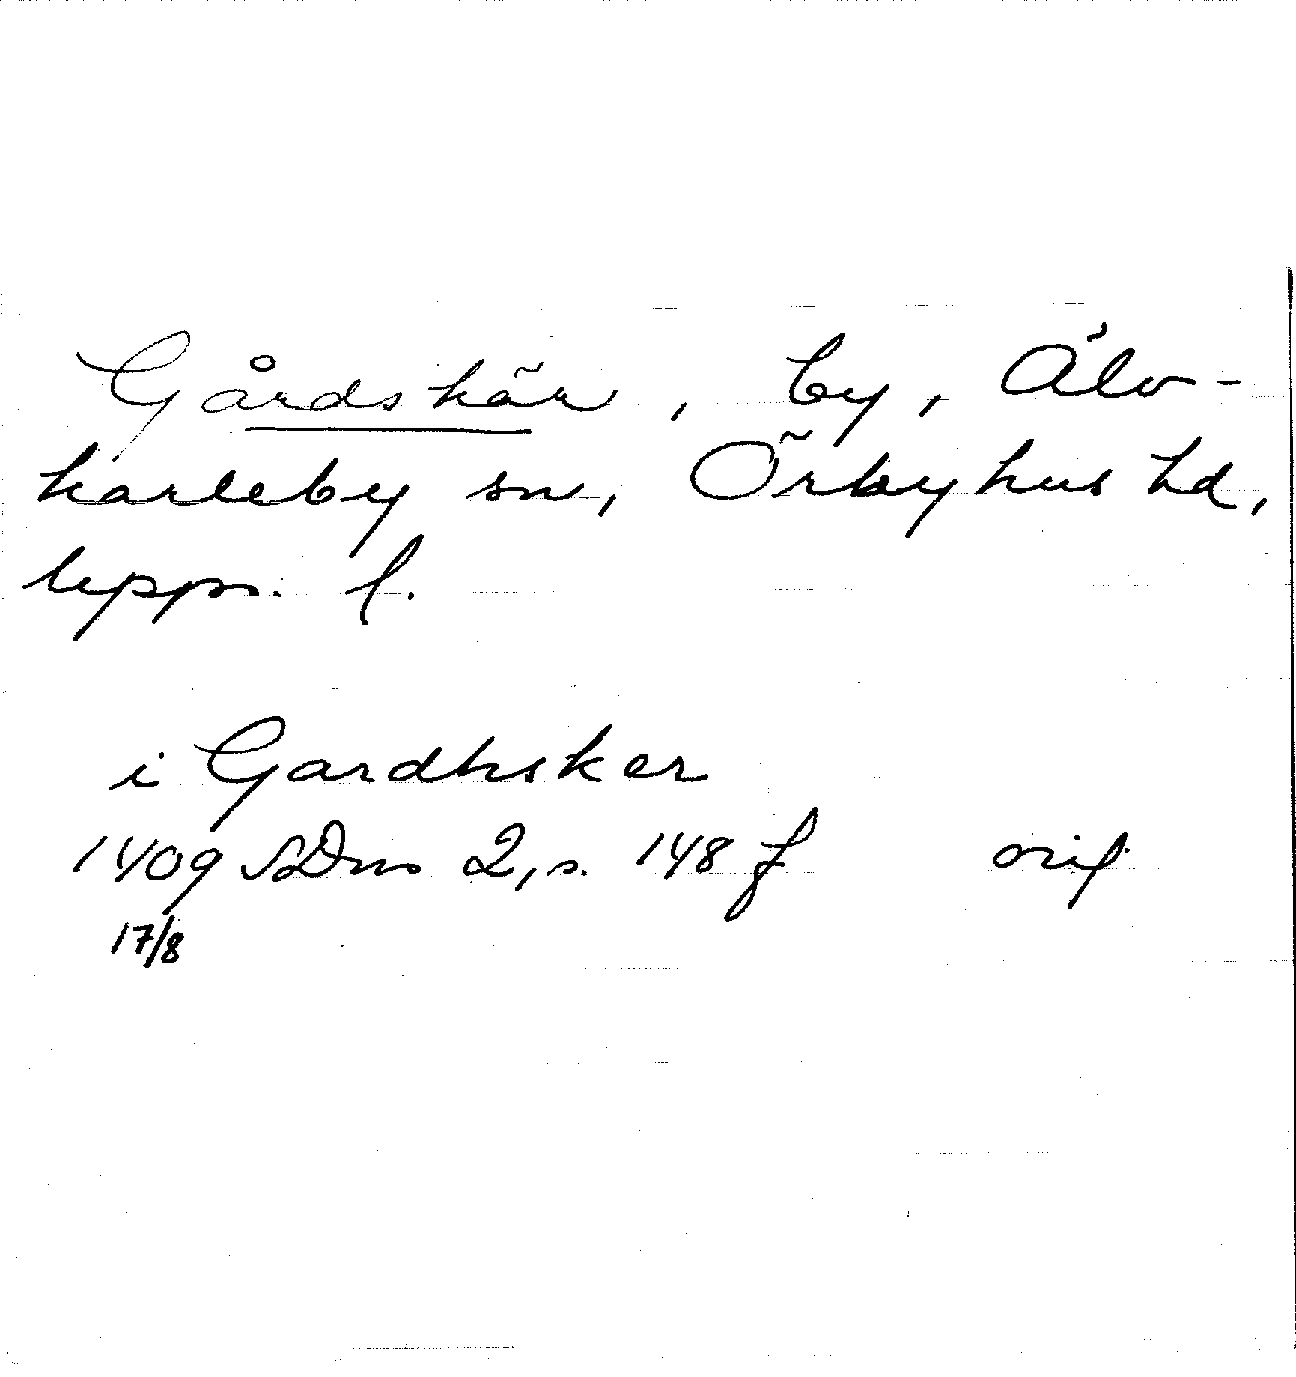 Gårdskär, by, Älv-
karleby sn, Örbyhus hd,
Upps. l.
i Gardhsker
1409 SDns 2, s. 148 f orig
17/8